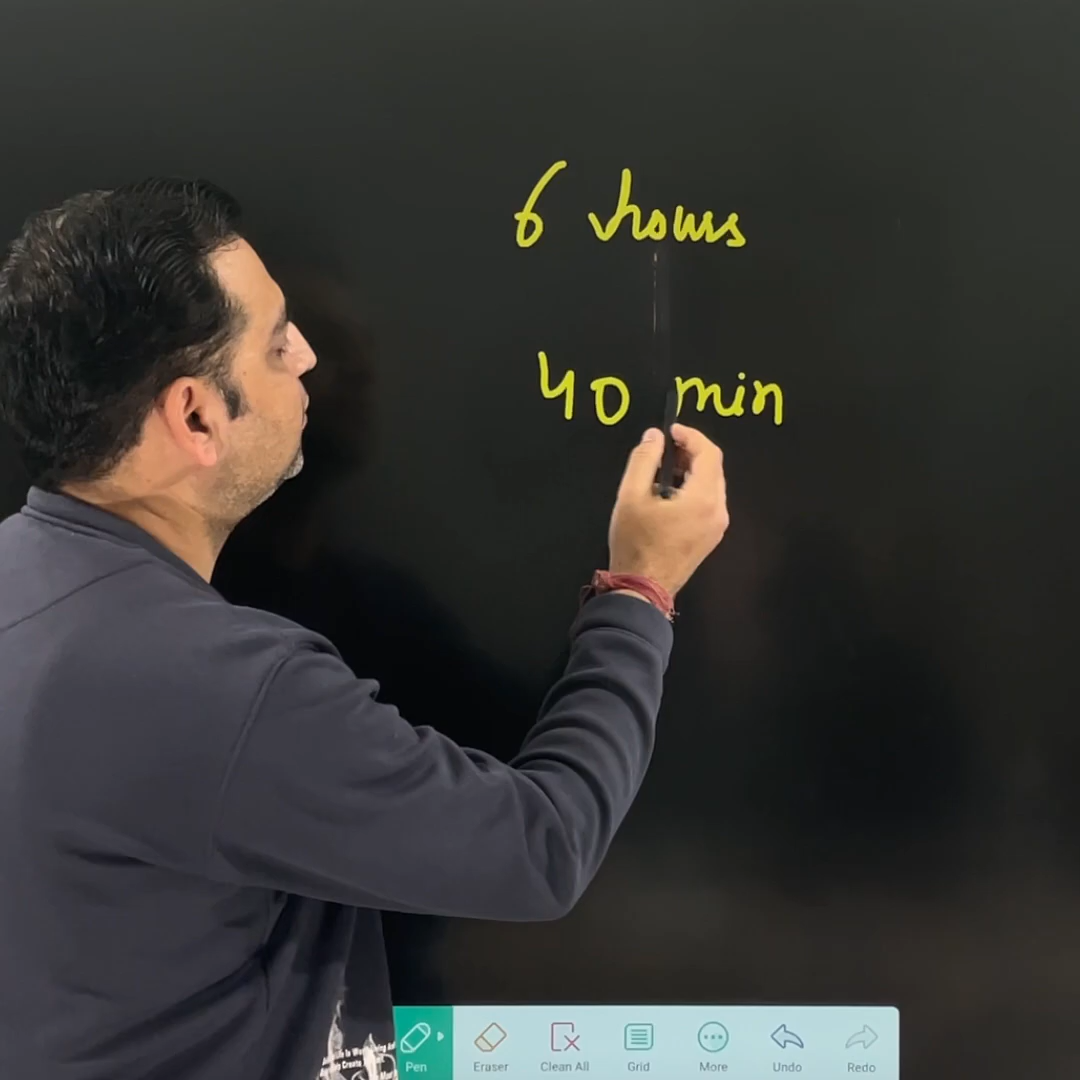 6 hours
40 min
Pen
Eraser
Clean All
Grid
More
Undo
Redo